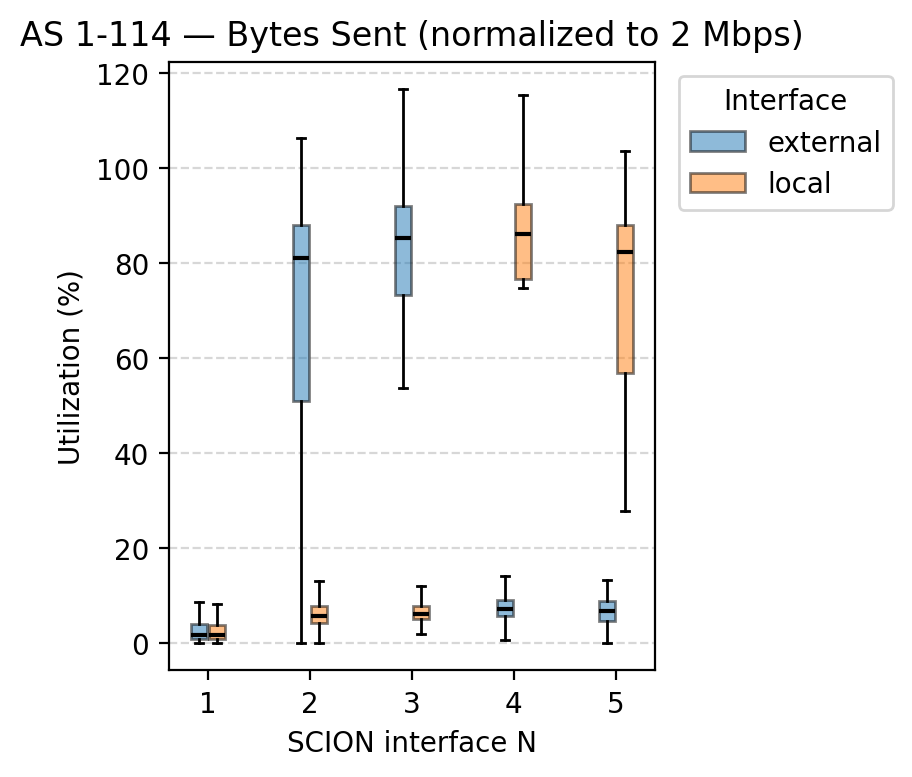 AS 1-114 — Bytes Sent (normalized to 2 Mbps)
Interface
external
local
Utilization (%)
120
100
80
60
40
20
0
1 2 3 4 5
SCION interface N